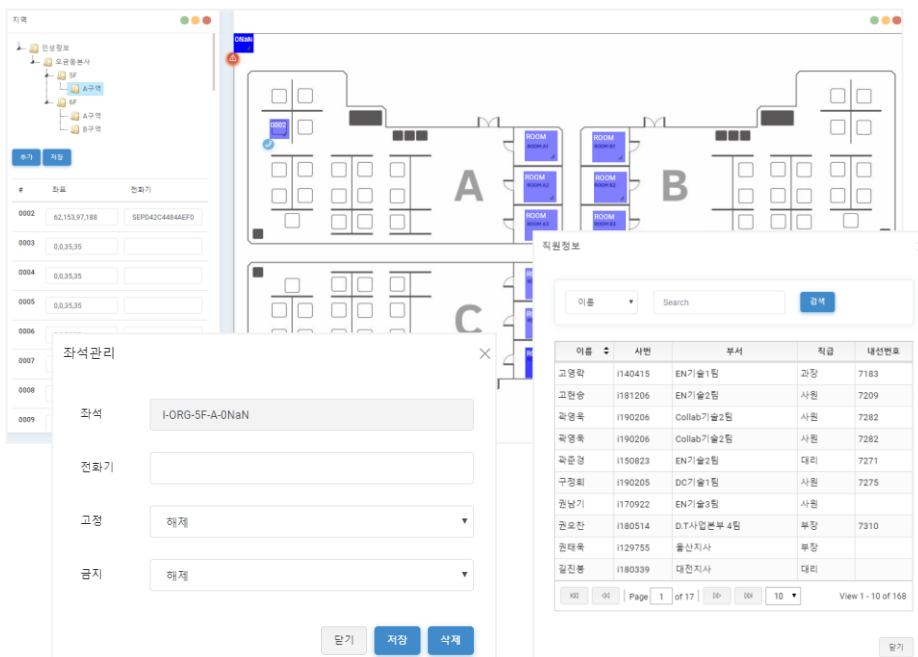 지역
인성정보
오금동본사
5F
A구역
6F
A구역
B구역
추가 저장
# 좌표 전화기
0002 62,153,97,188 SEPD42C4484AEF0
0003 0,0,35,35
0004 0,0,35,35
0005 0,0,35,35
0006
0007
0008
0009
0NaN
0002
A
B
C
ROOM
ROOM A1
ROOM
ROOM A2
ROOM
ROOM A3
ROOM
ROOM B1
ROOM
ROOM B2
ROOM
ROOM B3
좌석관리
좌석 I-ORG-5F-A-0NaN
전화기
고정 해제
금지 해제
닫기 저장 삭제
직원정보
이름 Search 검색
이름 사번 부서 직급 내선번호
고영락 i140415 EN기술1팀 과장 7183
고현승 i181206 EN기술2팀 사원 7209
곽영욱 i190206 Collab기술2팀 사원 7282
곽영욱 i190206 Collab기술2팀 사원 7282
곽준경 i150823 EN기술2팀 대리 7271
구정회 i190205 DC기술1팀 사원 7275
권남기 i170922 EN기술3팀 사원
권오찬 i180514 D.T사업본부 4팀 부장 7310
권태욱 i129755 울산지사 부장
길진봉 i180339 대전지사 대리
Page 1 of 17 10 View 1 - 10 of 168
닫기